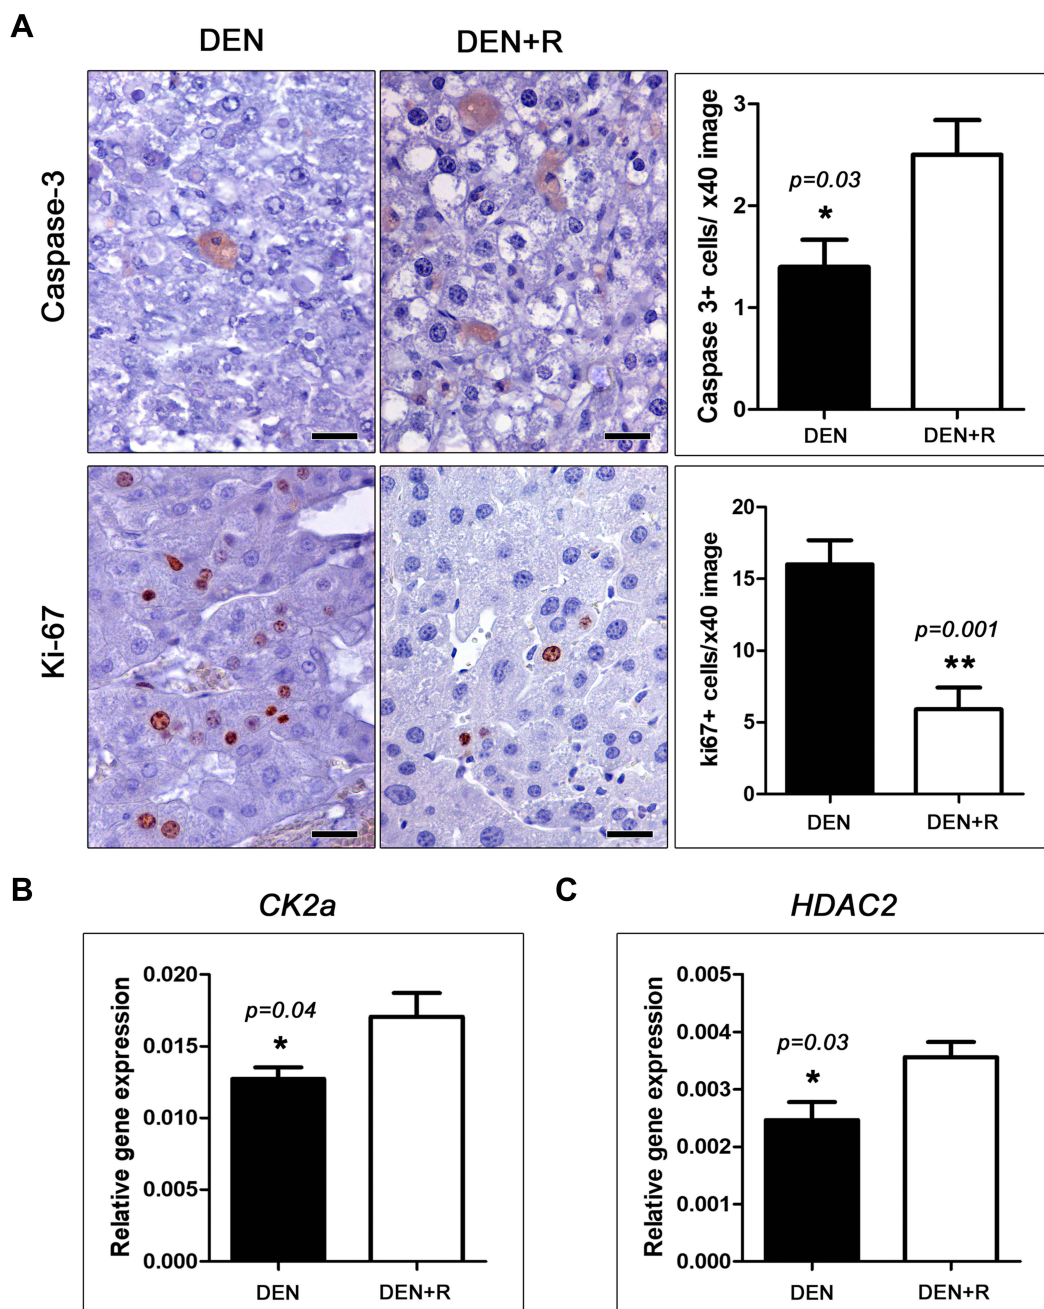 A
DEN
DEN+R
Caspase-3
Caspase 3+ cells/ x40 image
3
2
1
0
p=0.03
*
DEN
DEN+R
Ki-67
ki67+ cells/x40 image
20
15
10
5
0
p=0.001
**
DEN
DEN+R
B
CK2a
Relative gene expression
0.020
0.015
0.010
0.005
0.000
p=0.04
*
DEN
DEN+R
C
HDAC2
Relative gene expression
0.005
0.004
0.003
0.002
0.001
0.000
p=0.03
*
DEN
DEN+R